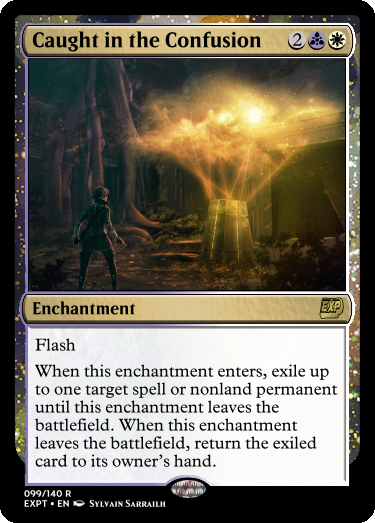 Caught in the Confusion 2
Enchantment EXP
Flash
When this enchantment enters, exile up
to one target spell or nonland permanent
until this enchantment leaves the
battlefield. When this enchantment
leaves the battlefield, return the exiled
card to its owner's hand.
099/140 R
EXPT • EN Sylvain Sarrailh